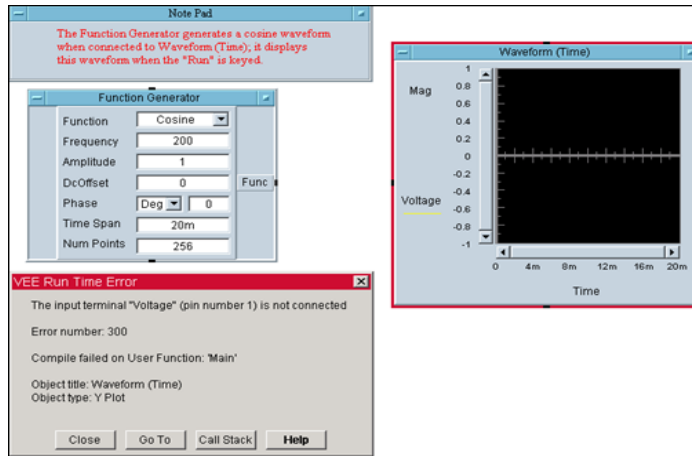 Note Pad
The Function Generator generates a cosine waveform
when connected to Waveform (Time); it displays
this waveform when the "Run" is keyed.
Function Generator
Function Cosine
Frequency 200
Amplitude 1
DcOffset 0
Func
Phase Deg 0
Time Span 20m
Num Points 256
Waveform (Time)
Mag
Voltage
1
0.8
0.6
0.4
0.2
0
-0.2
-0.4
-0.6
-0.8
-1
0 4m 8m 12m 16m 20m
Time
VEE Run Time Error
The input terminal "Voltage" (pin number 1) is not connected
Error number: 300
Compile failed on User Function: 'Main'
Object title: Waveform (Time)
Object type: Y Plot
Close Go To Call Stack Help